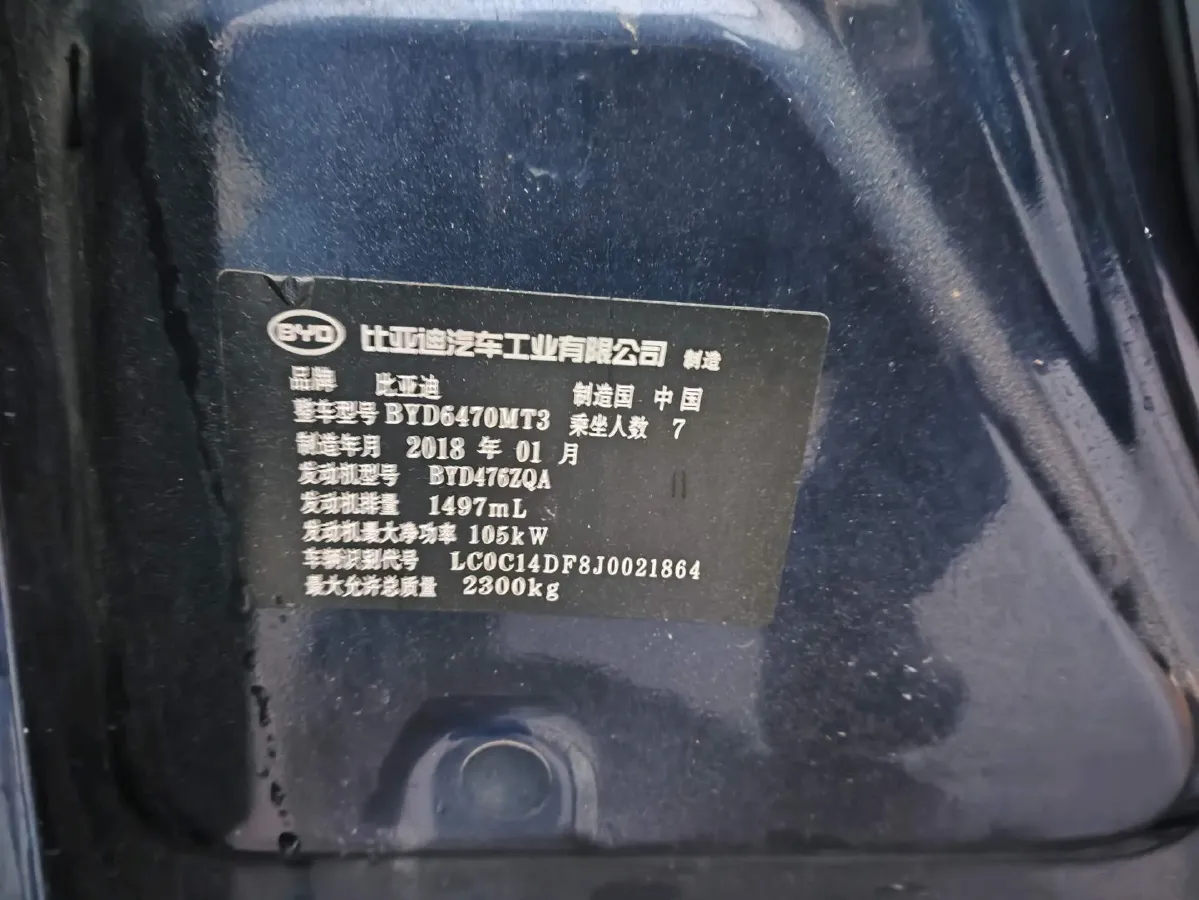 BYD 比亚迪汽车工业有限公司 制造
品牌 比亚迪 制造国 中国
整车型号 BYD6470MT3 乘坐人数 7
制造年月 2018 年 01 月
发动机型号 BYD476ZQA
发动机排量 1497mL
发动机最大净功率 105kW
车辆识别代号 LC0C14DF8J0021864
最大允许总质量 2300kg